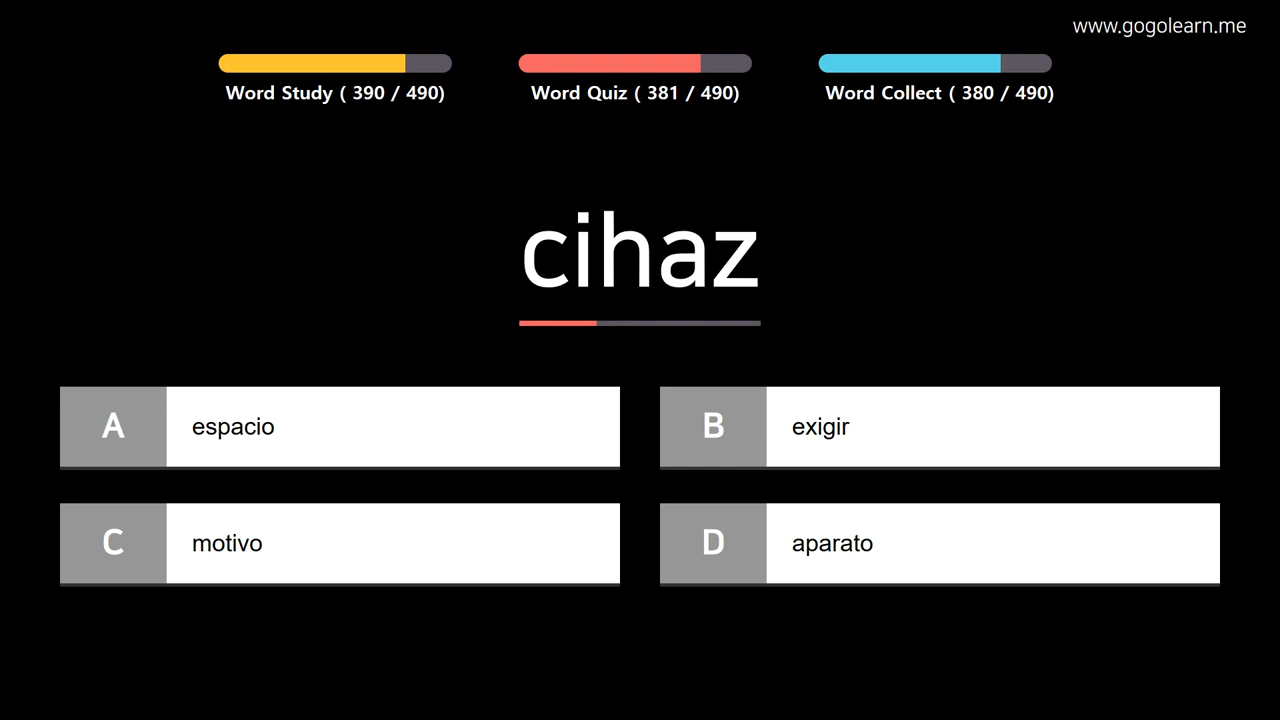 www.gogolearn.me
Word Study ( 390 / 490)
Word Quiz ( 381 / 490)
Word Collect ( 380 / 490)
cihaz
A espacio
B exigir
C motivo
D aparato